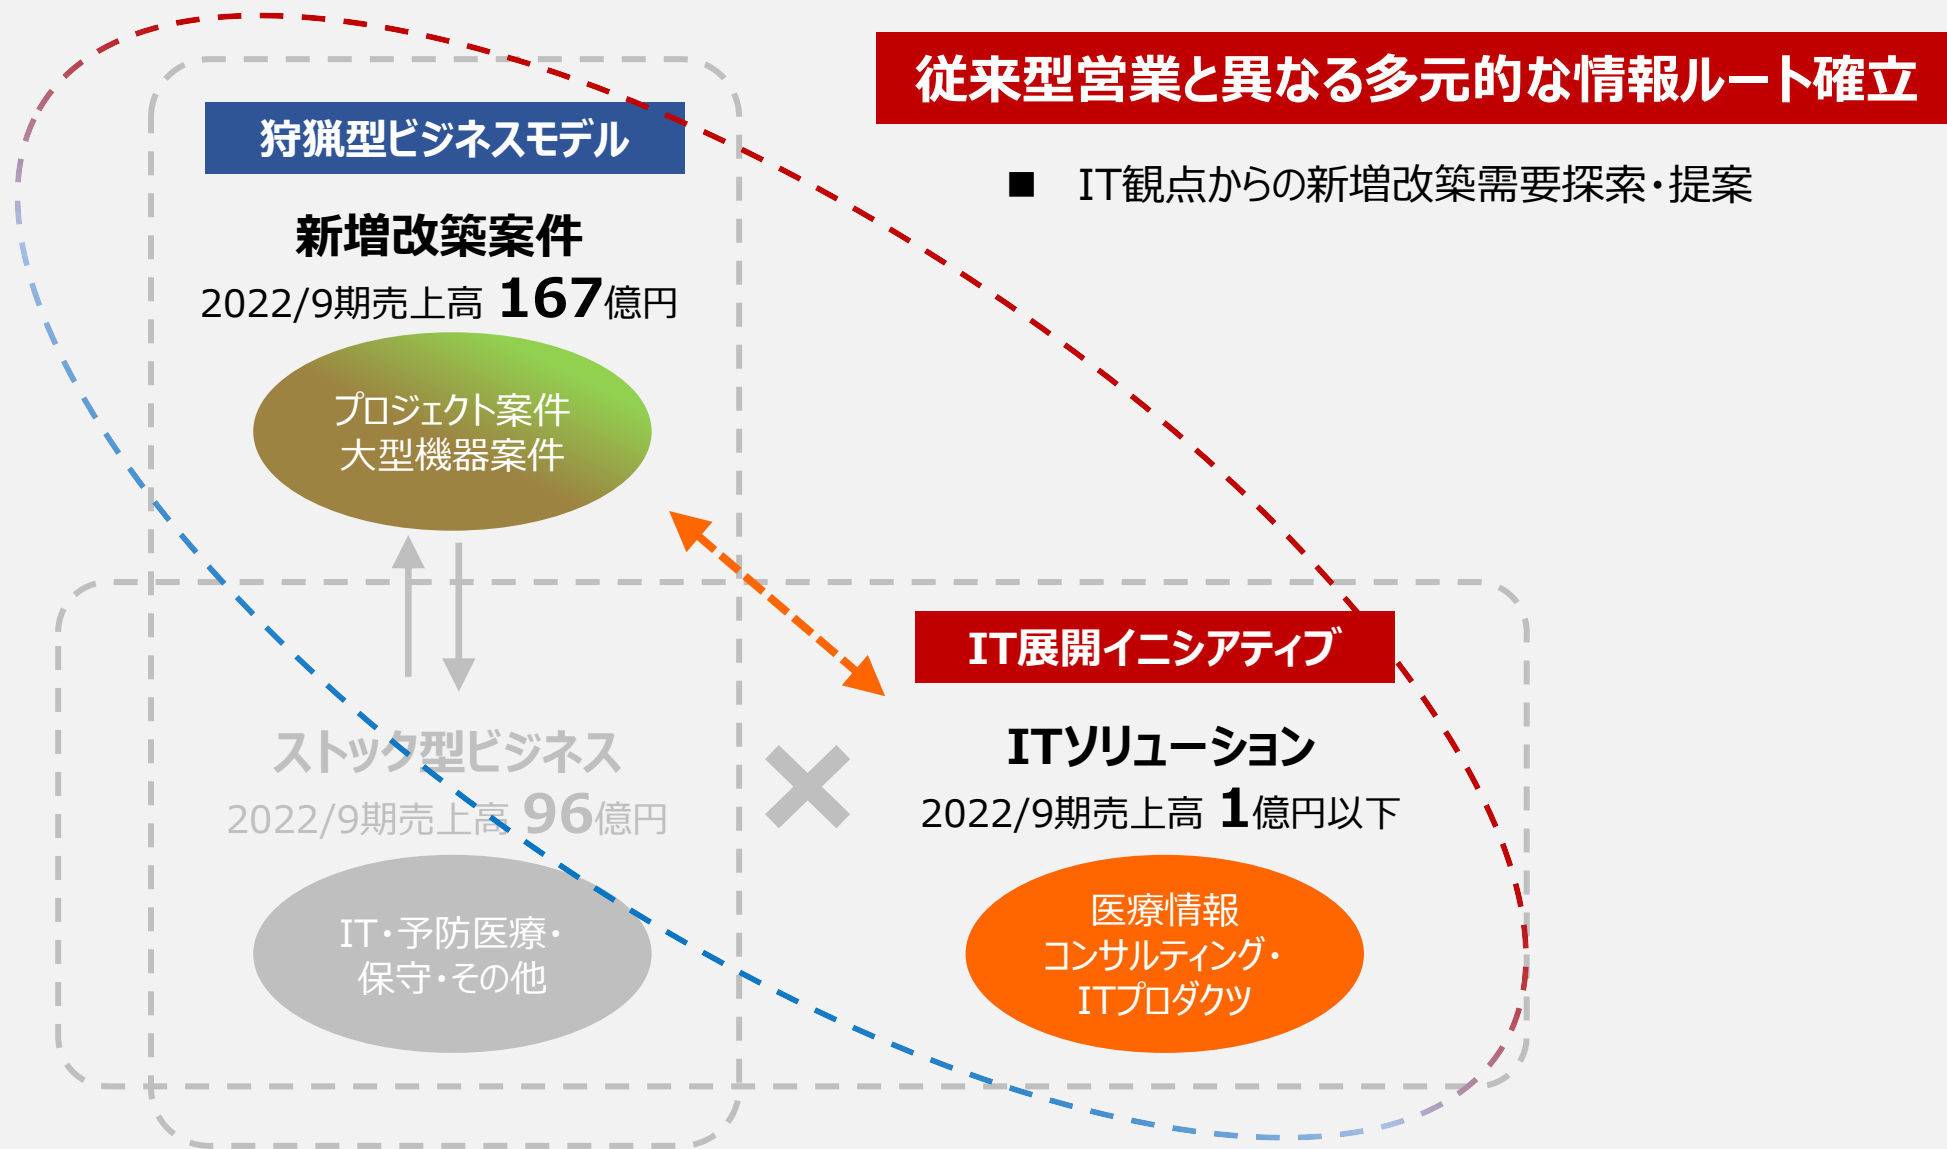 従来型営業と異なる多元的な情報ルート確立
■ IT観点からの新増改築需要探索・提案
狩猟型ビジネスモデル
新増改築案件
2022/9期売上高 167億円
プロジェクト案件
大型機器案件
ストック型ビジネス
2022/9期売上高 96億円
IT・予防医療・
保守・その他
IT展開イニシアティブ
ITソリューション
2022/9期売上高 1億円以下
医療情報
コンサルティング・
ITプロダクツ